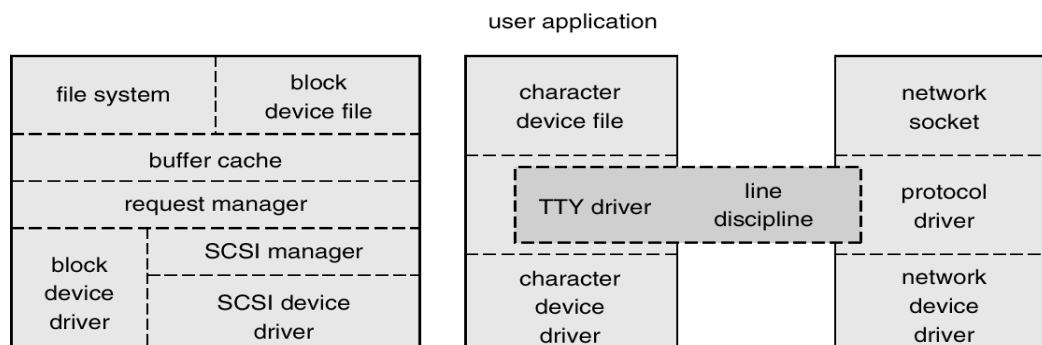 user application
file system
block
device file
buffer cache
request manager
block
device
driver
SCSI manager
SCSI device
driver
character
device file
TTY driver
line
discipline
character
device
driver
network
socket
protocol
driver
network
device
driver